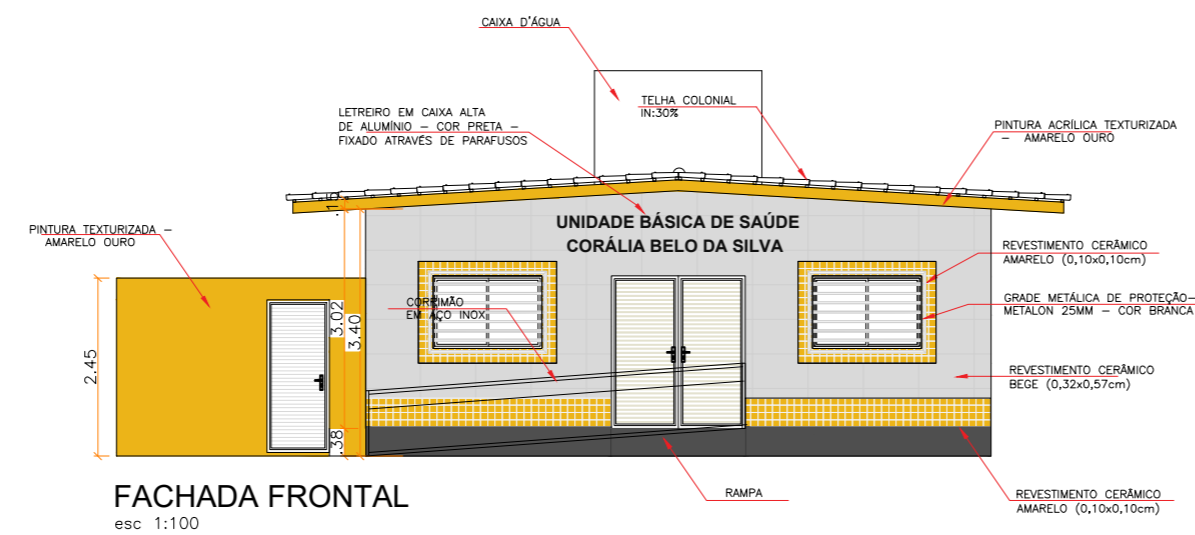 CAIXA D'ÁGUA
LETREIRO EM CAIXA ALTA
DE ALUMÍNIO – COR PRETA –
FIXADO ATRAVÉS DE PARAFUSOS
TELHA COLONIAL
IN:30%
PINTURA ACRÍLICA TEXTURIZADA
– AMARELO OURO
PINTURA TEXTURIZADA –
AMARELO OURO
UNIDADE BÁSICA DE SAÚDE
CORÁLIA BELO DA SILVA
REVESTIMENTO CERÂMICO
AMARELO (0,10x0,10cm)
GRADE METÁLICA DE PROTEÇÃO–
METALON 25MM – COR BRANCA
CORRIMÃO
EM AÇO INOX
REVESTIMENTO CERÂMICO
BEGE (0,32x0,57cm)
2.45
3.02
3.40
.38
RAMPA
REVESTIMENTO CERÂMICO
AMARELO (0,10x0,10cm)
FACHADA FRONTAL
esc 1:100